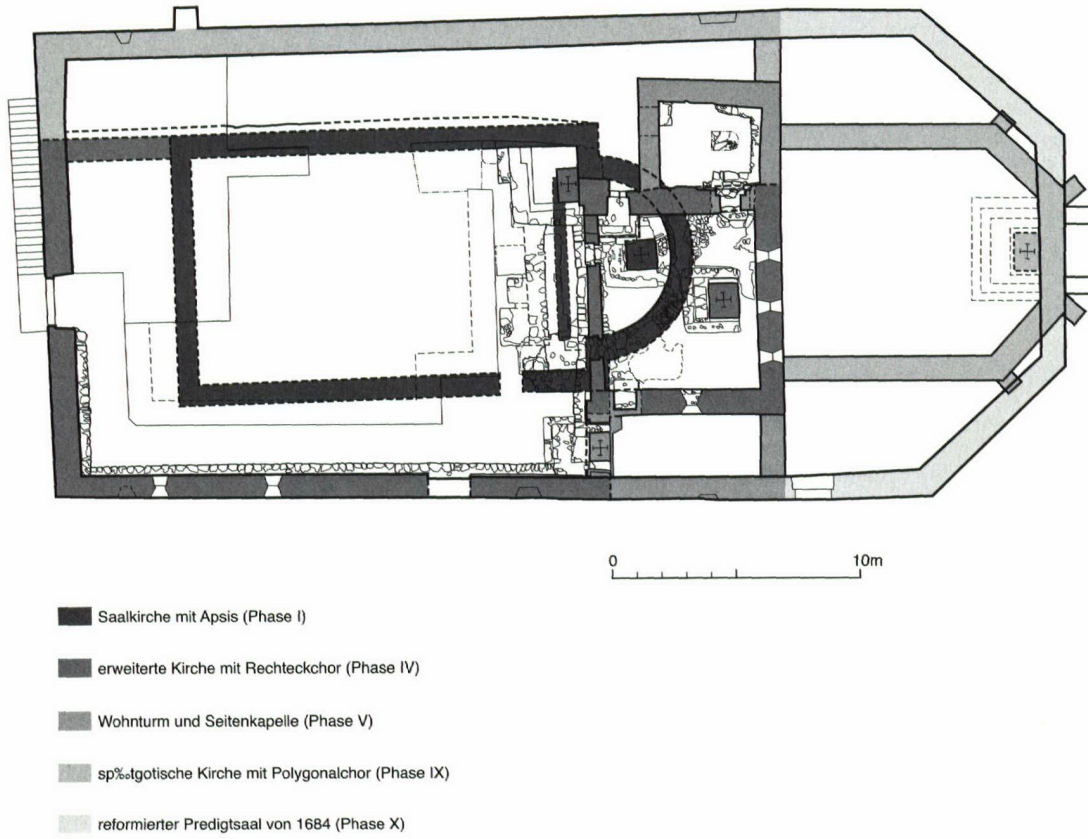 0 10m
Saalkirche mit Apsis (Phase I)
erweiterte Kirche mit Rechteckchor (Phase IV)
Wohnturm und Seitenkapelle (Phase V)
sp‰tgotische Kirche mit Polygonalchor (Phase IX)
reformierter Predigtsaal von 1684 (Phase X)